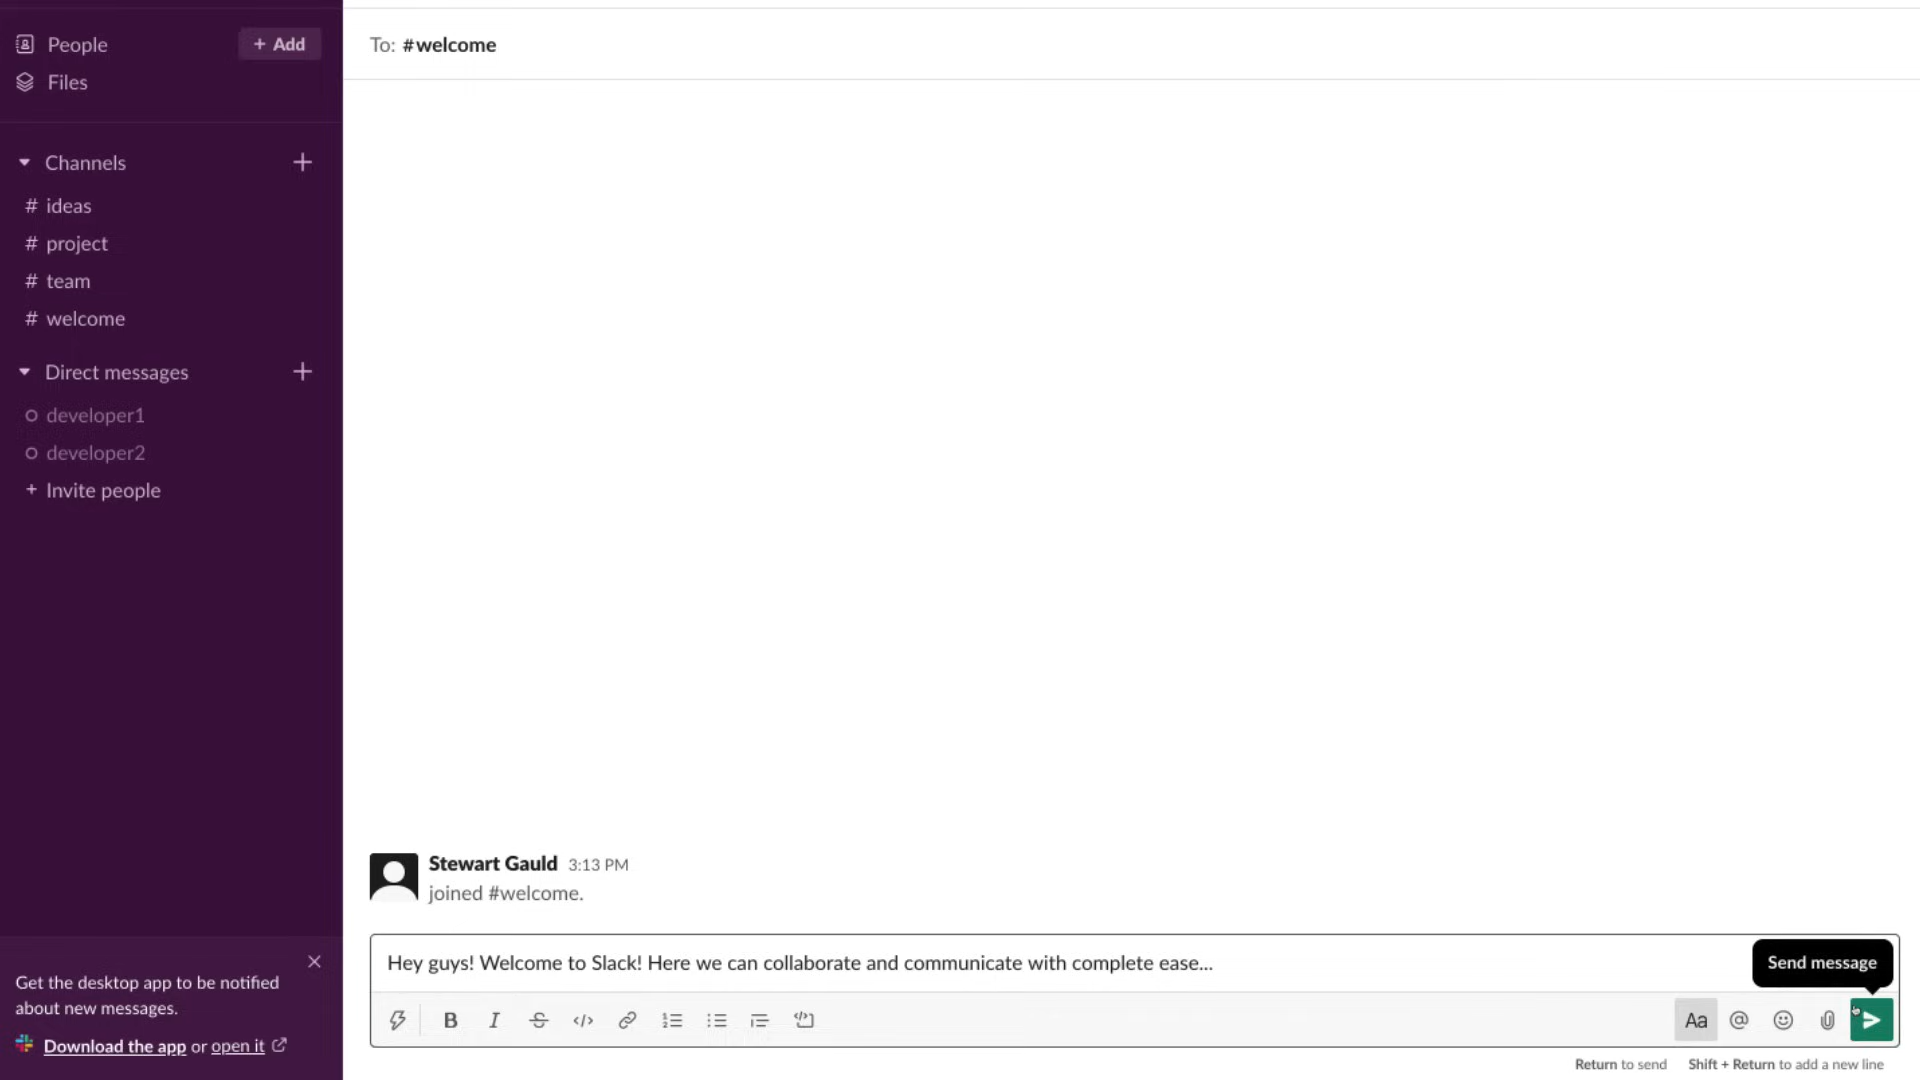 People
+ Add
Files
Channels
# ideas
# project
# team
# welcome
Direct messages
developer1
developer2
+ Invite people
Get the desktop app to be notified
about new messages.
Download the app or open it
To: #welcome
Stewart Gauld 3:13 PM
joined #welcome.
Hey guys! Welcome to Slack! Here we can collaborate and communicate with complete ease...
Send message
B I S </> Aa @
Return to send Shift + Return to add a new line